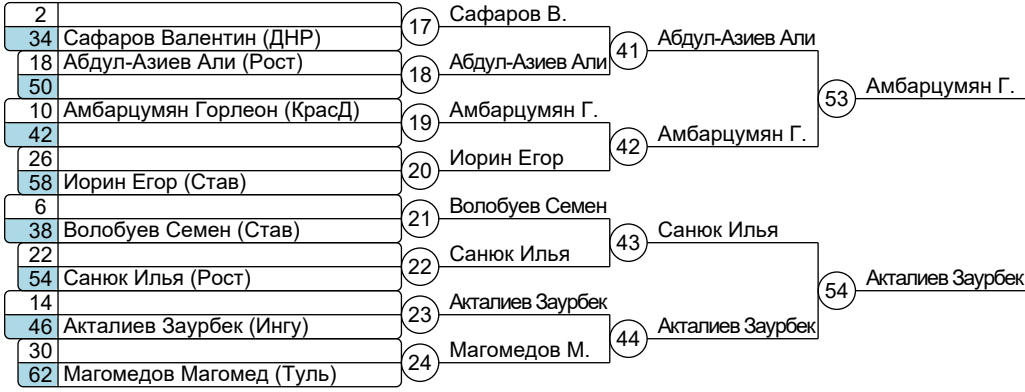 2
34 Сафаров Валентин (ДНР)
17
Сафаров В.
18 Абдул-Азиев Али (Рост)
50
18
Абдул-Азиев Али
41
Абдул-Азиев Али
10 Амбарцумян Горлеон (КрасД)
42
19
Амбарцумян Г.
26
58 Иорин Егор (Став)
20
Иорин Егор
42
Амбарцумян Г.
53
Амбарцумян Г.
6
38 Волобуев Семен (Став)
21
Волобуев Семен
22
54 Санюк Илья (Рост)
22
Санюк Илья
43
Санюк Илья
14
46 Акталиев Заурбек (Ингу)
23
Акталиев Заурбек
30
62 Магомедов Магомед (Туль)
24
Магомедов М.
44
Акталиев Заурбек
54
Акталиев Заурбек